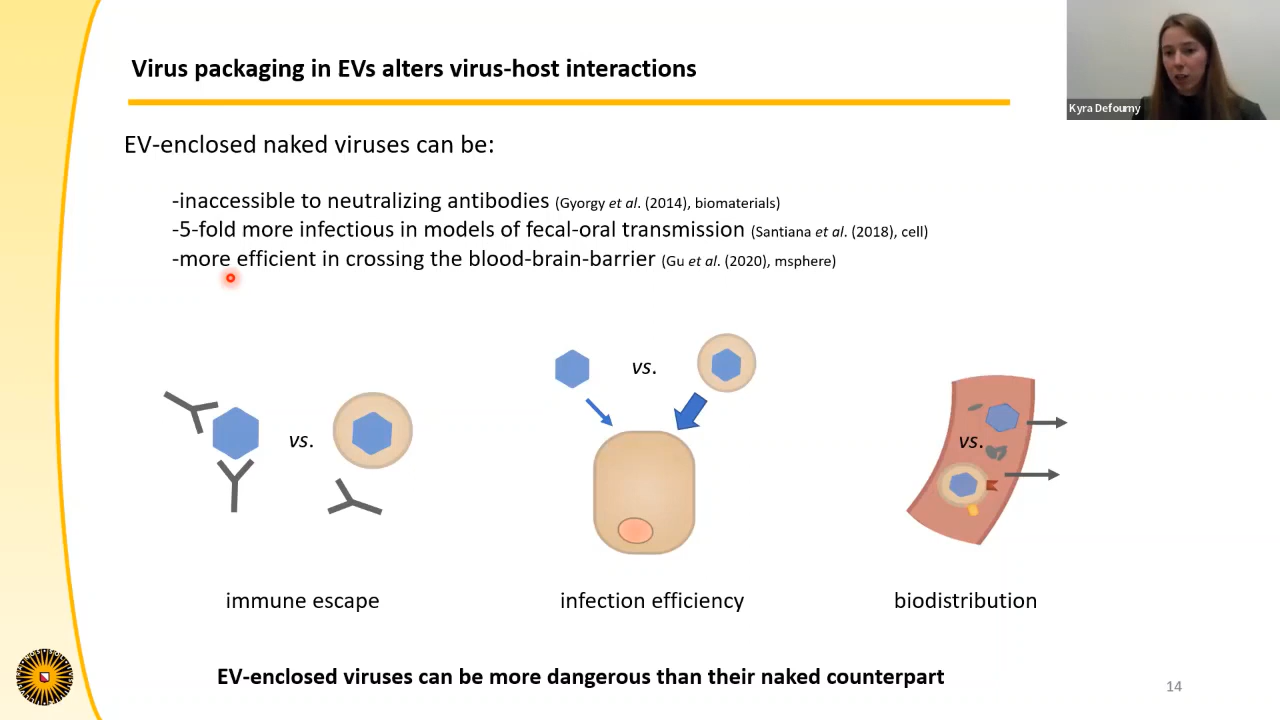 Virus packaging in EVs alters virus-host interactions
Kyra Defourny
EV-enclosed naked viruses can be:
-inaccessible to neutralizing antibodies (Gyorgy et al. (2014), biomaterials)
-5-fold more infectious in models of fecal-oral transmission (Santiana et al. (2018), cell)
-more efficient in crossing the blood-brain-barrier (Gu et al. (2020), msphere)
vs.
vs.
vs.
immune escape
infection efficiency
biodistribution
EV-enclosed viruses can be more dangerous than their naked counterpart
14